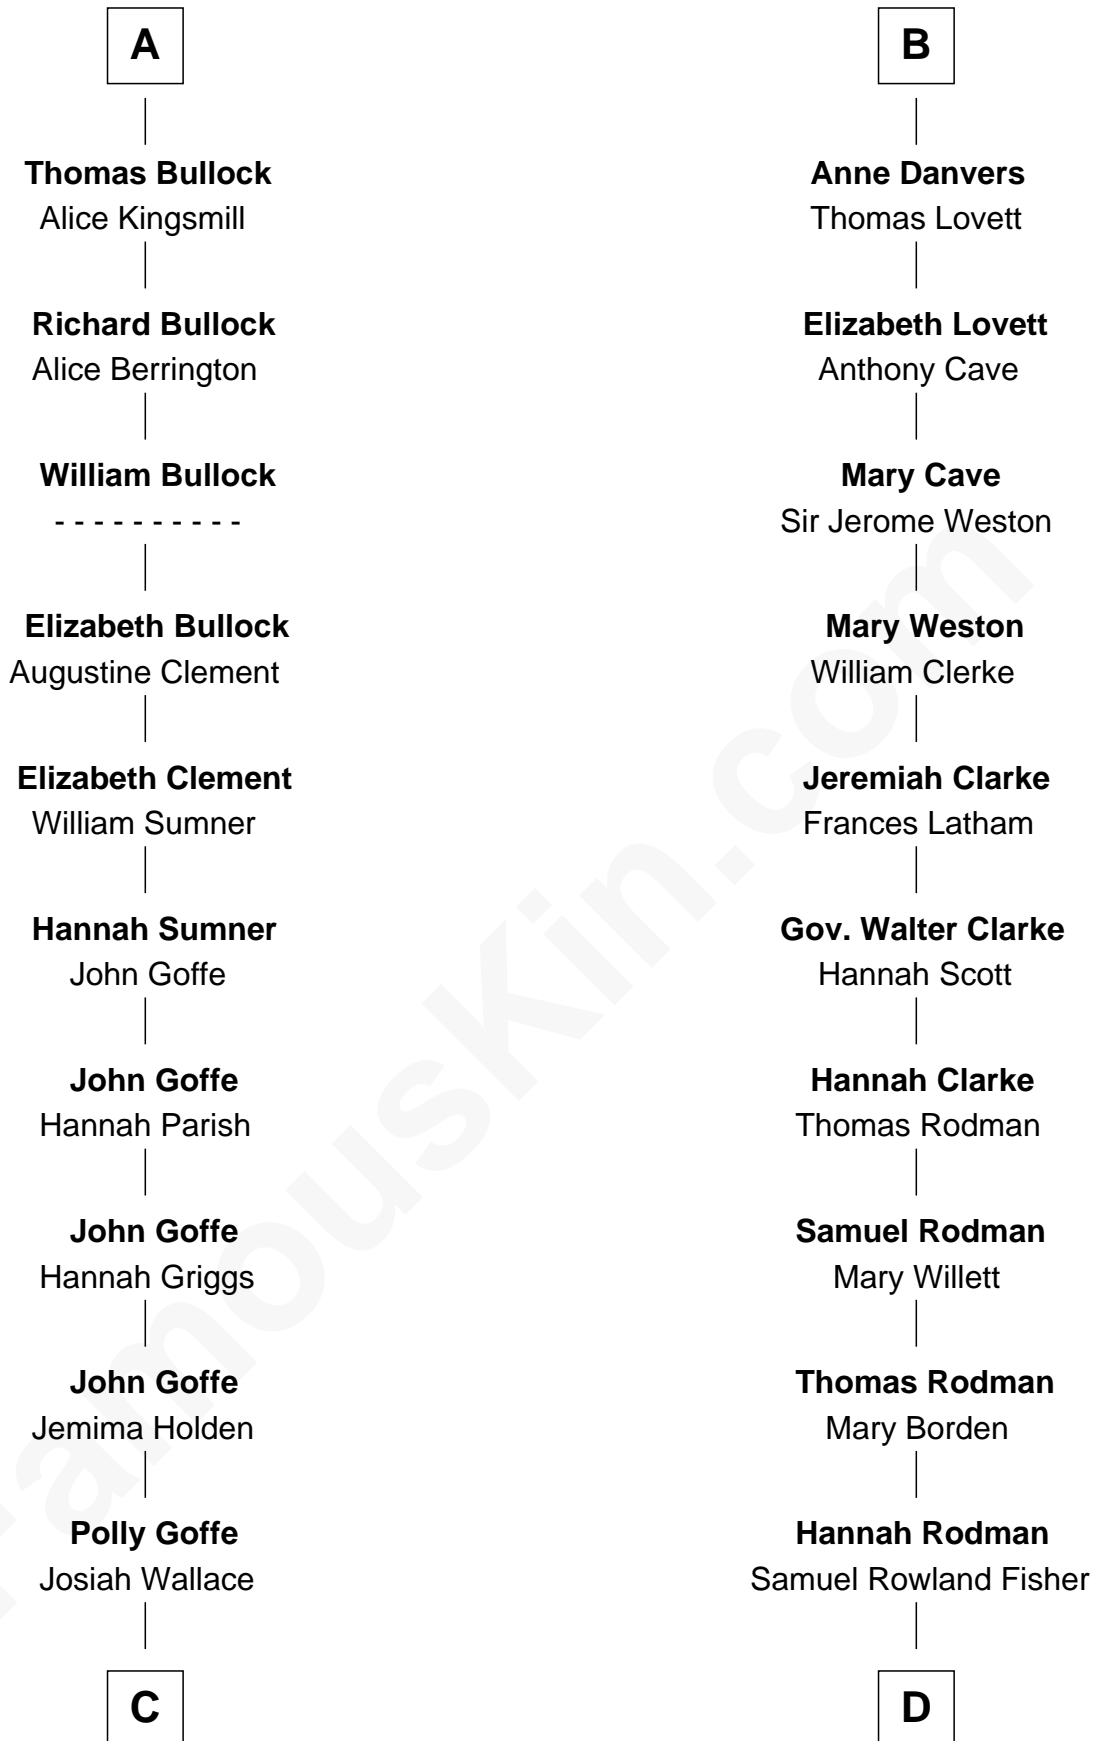 A
Thomas Bullock
Alice Kingsmill
Richard Bullock
Alice Berrington
William Bullock
- - - - - - - - - -
Elizabeth Bullock
Augustine Clement
Elizabeth Clement
William Sumner
Hannah Sumner
John Goffe
John Goffe
Hannah Parish
John Goffe
Hannah Griggs
John Goffe
Jemima Holden
Polly Goffe
Josiah Wallace
C
B
Anne Danvers
Thomas Lovett
Elizabeth Lovett
Anthony Cave
Mary Cave
Sir Jerome Weston
Mary Weston
William Clerke
Jeremiah Clarke
Frances Latham
Gov. Walter Clarke
Hannah Scott
Hannah Clarke
Thomas Rodman
Samuel Rodman
Mary Willett
Thomas Rodman
Mary Borden
Hannah Rodman
Samuel Rowland Fisher
D
FamousKin.com